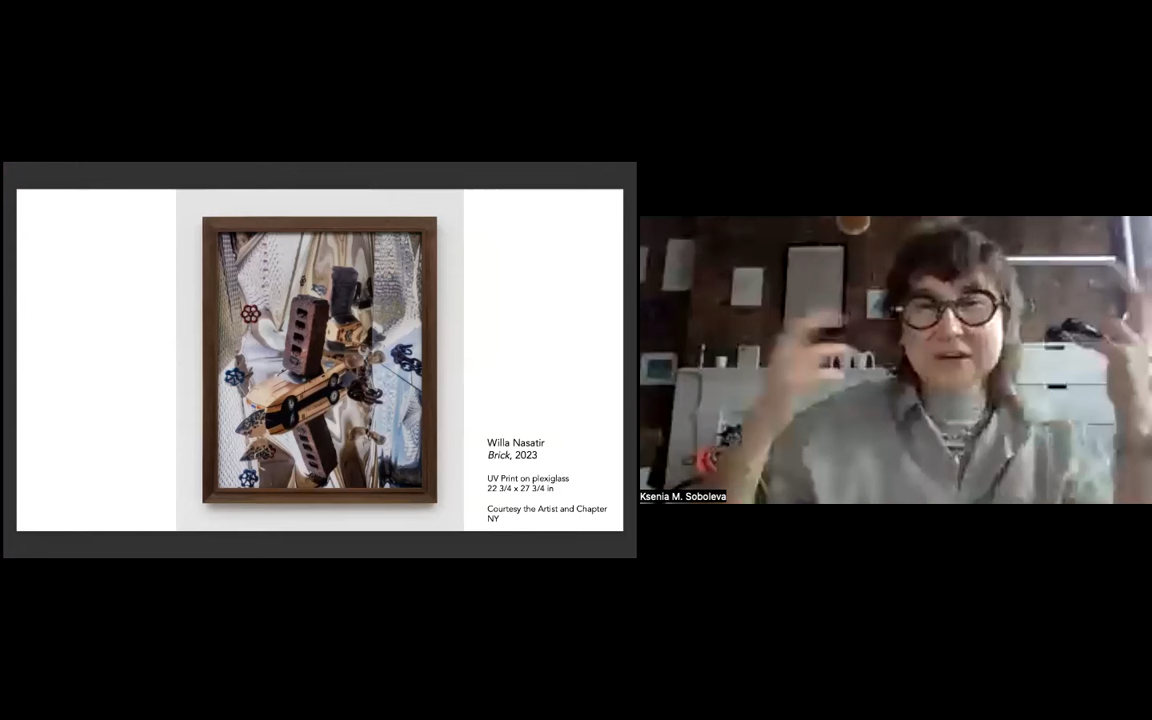 Willa Nasatir
Brick, 2023
UV Print on plexiglass
22 3/4 x 27 3/4 in
Courtesy the Artist and Chapter
NY
Ksenia M. Soboleva